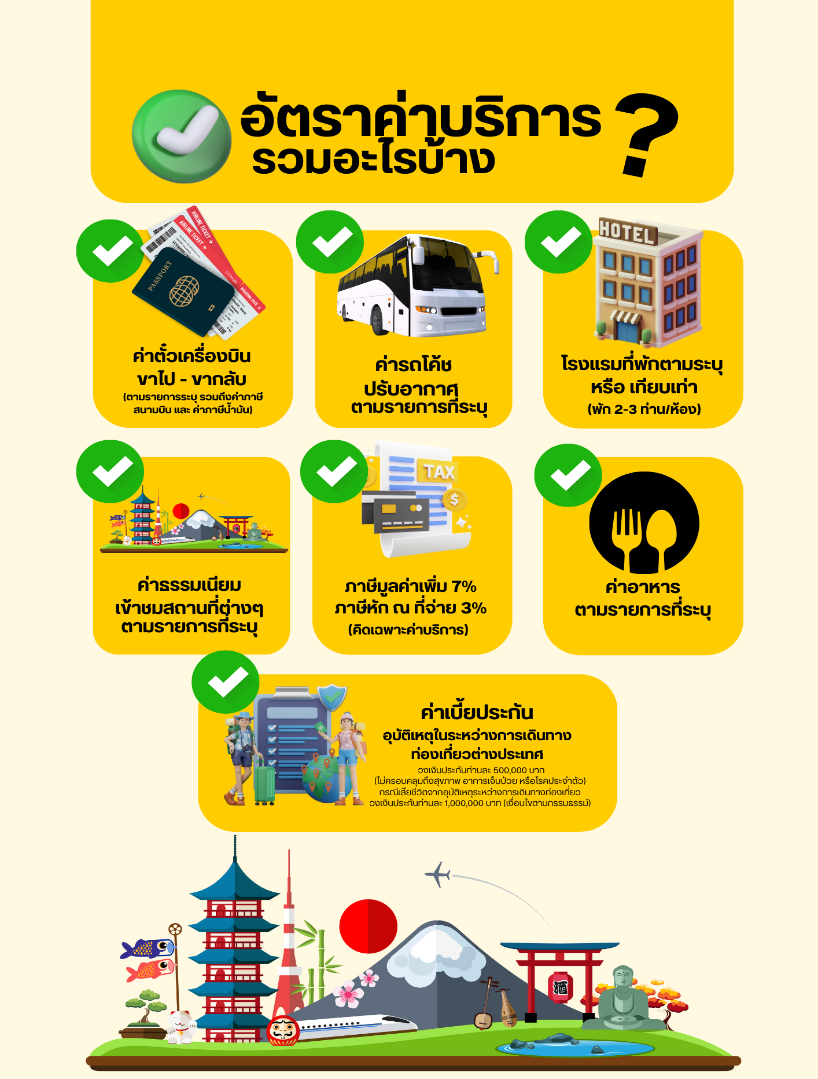 อัตราค่าบริการ
รวมอะไรบ้าง
?
AIRLINE TICKET
AIRLINE TICKET
PASSPORT
ค่าตั๋วเครื่องบิน
ขาไป - ขากลับ
(ตามรายการระบุ รวมถึงค่าภาษี
สนามบิน และ ค่าภาษีน้ำมัน)
ค่ารถโค้ช
ปรับอากาศ
ตามรายการที่ระบุ
HOTEL
โรงแรมที่พักตามระบุ
หรือ เทียบเท่า
(พัก 2-3 ท่าน/ห้อง)
ค่าธรรมเนียม
เข้าชมสถานที่ต่างๆ
ตามรายการที่ระบุ
TAX
$
ภาษีมูลค่าเพิ่ม 7%
ภาษีหัก ณ ที่จ่าย 3%
(คิดเฉพาะค่าบริการ)
ค่าอาหาร
ตามรายการที่ระบุ
ค่าเบี้ยประกัน
อุบัติเหตุในระหว่างการเดินทาง
ท่องเที่ยวต่างประเทศ
วงเงินประกันท่านละ 500,000 บาท
(ไม่ครอบคลุมถึงสุขภาพ อาการเจ็บป่วย หรือโรคประจำตัว)
กรณีเสียชีวิตจากอุบัติเหตุระหว่างการเดินทางท่องเที่ยว
วงเงินประกันท่านละ 1,000,000 บาท (เงื่อนไขตามกรมธรรม์)